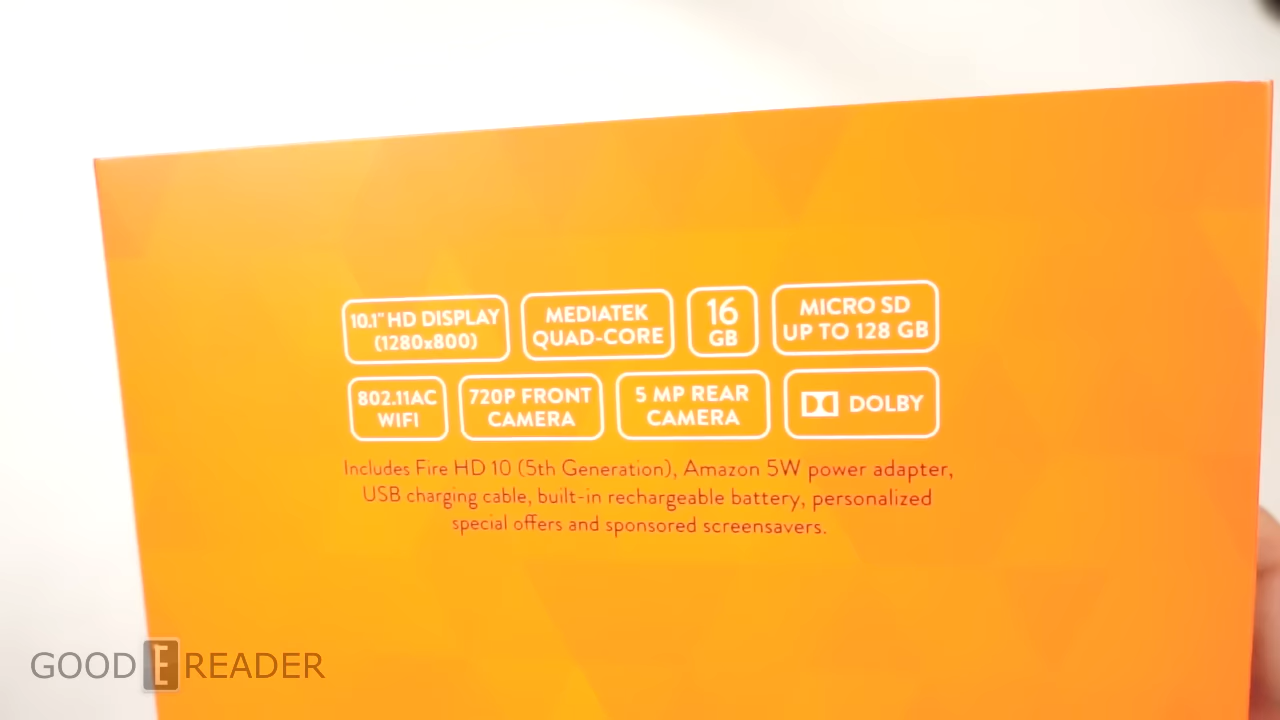 10.1" HD DISPLAY
(1280x800)
MEDIATEK
QUAD-CORE
16
GB
MICRO SD
UP TO 128 GB
802.11AC
WIFI
720P FRONT
CAMERA
5 MP REAR
CAMERA
DOLBY
Includes Fire HD 10 (5th Generation), Amazon 5W power adapter,
USB charging cable, built-in rechargeable battery, personalized
special offers and sponsored screensavers.
GOOD E READER